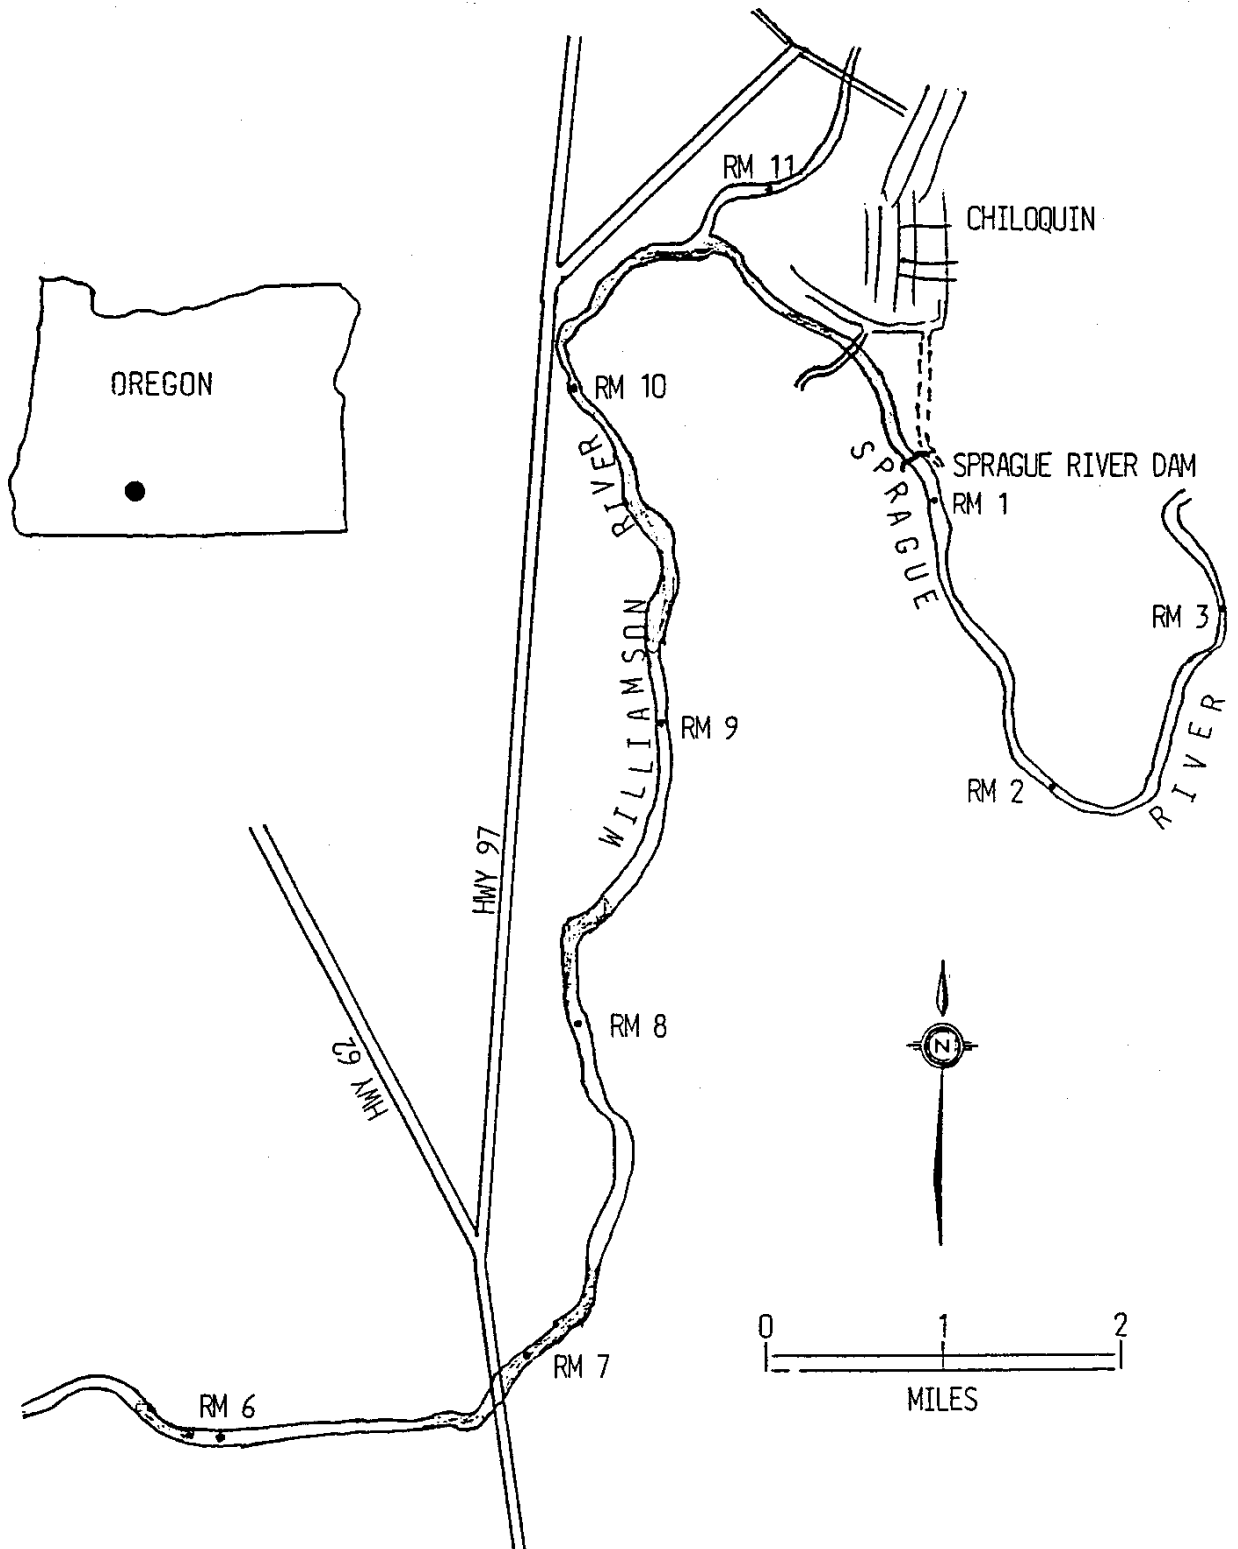 RM 11
CHILOQUIN
OREGON
RM 10
SPRAGUE RIVER DAM
RM 1
SPRAGUE RIVER
WILLIAMSON RIVER
RM 3
RM 9
RM 2
HWY 97
RM 8
HWY 62
N
0 1 2
MILES
RM 7
RM 6